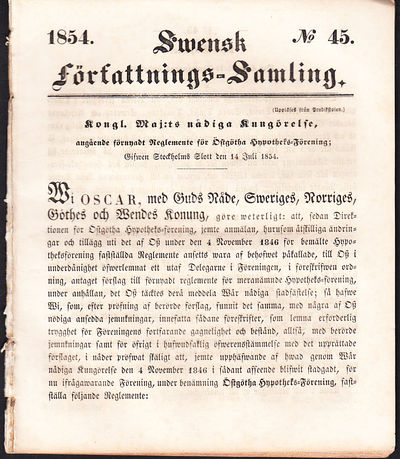 1854.
Swensk
№ 45.
Författnings-Samling.
(Uppläses från Predikstolen.)
Kongl. Maj:ts nådiga Kungörelse,
angående förnyadt Reglemente för Östgötha Hypotheks-Förening;
Gifwen Stockholms Slott den 14 Juli 1854.
Wi OSCAR, med Guds Nåde, Sweriges, Norriges,
Göthes och Wendes Konung, göre weterligt: att, sedan Direk-
tionen för Östgötha Hypotheks-förening, jemte anmälan, hurusom åtskilliga ändrin-
gar och tillägg uti det af Oß under den 4 November 1846 för bemälte Hypo-
theksförening fastställda Reglemente ansetts wara af behofwet påkallade, till Oß i
underdånighet öfwerlemnat ett utaf Delegarne i Föreningen, i föreskrifwen ord-
ning, antaget förslag till förnyadt reglemente för meranämnde Hypotheks-förening,
under anhållan, det Oß täcktes derå meddela Wår nådiga stadfästelse; så hafwe
Wi, som, efter pröfning af berörde förslag, funnit det samma, med några af Oß
nödiga ansedda jemkningar, innefatta sådane föreskrifter, som lemna erforderlig
trygghet för Föreningens fortfarande gagnelighet och bestånd, alltså, med berörde
jemkningar samt för öfrigt i hufwudsaklig öfwerensstämmelse med det upprättade
förslaget, i nåder pröfwat skäligt att, jemte upphäfwande af hwad genom Wår
nådiga Kungörelse den 4 November 1846 i sådant afseende blifwit stadgadt, för
nu ifrågawarande Förening, under benämning Östgötha Hypotheks-Förening, fast-
ställa följande Reglemente: